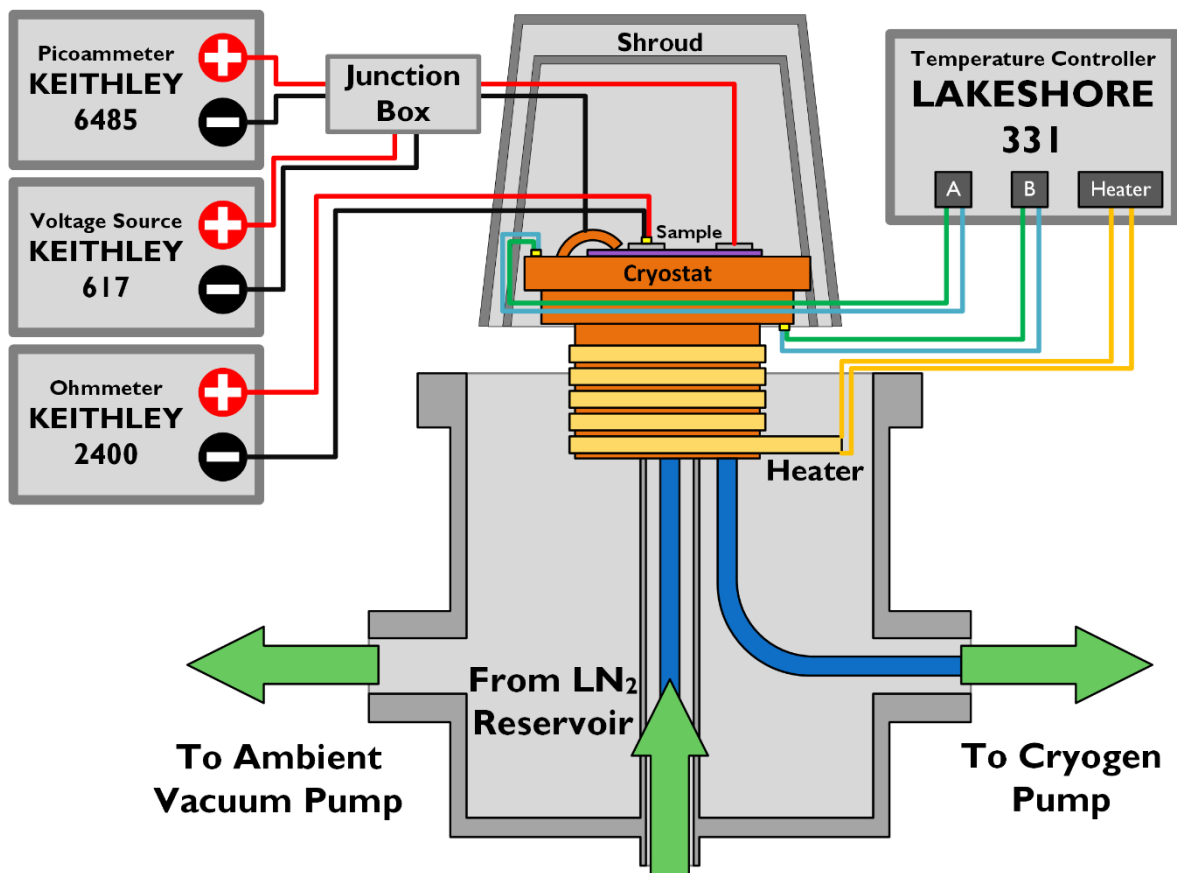 Picoammeter
KEITHLEY
6485
Voltage Source
KEITHLEY
617
Ohmmeter
KEITHLEY
2400
Junction
Box
Shroud
Sample
Cryostat
Heater
Temperature Controller
LAKESHORE
331
A
B
Heater
From LN₂
Reservoir
To Ambient
Vacuum Pump
To Cryogen
Pump